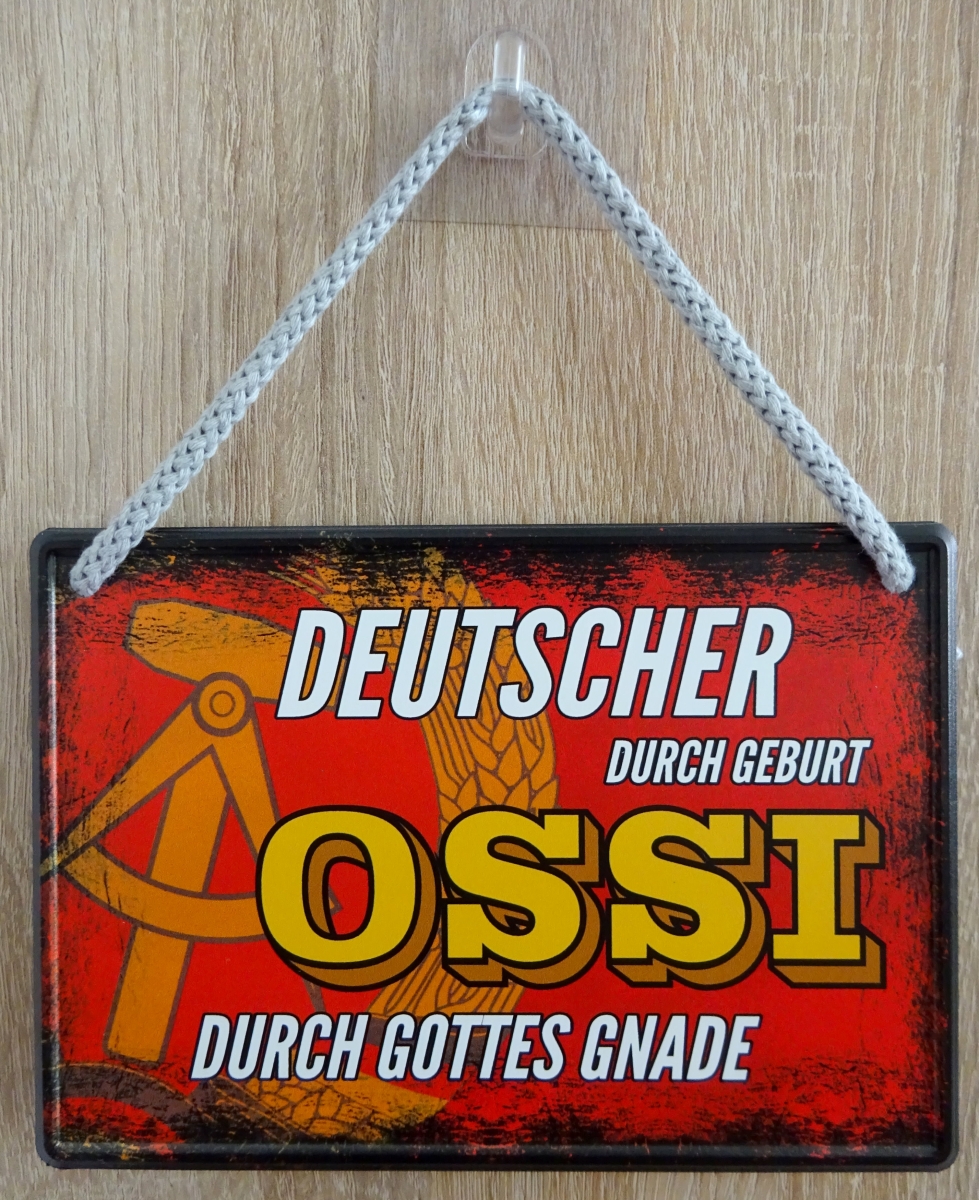 DEUTSCHER
DURCH GEBURT
OSSI
DURCH GOTTES GNADE